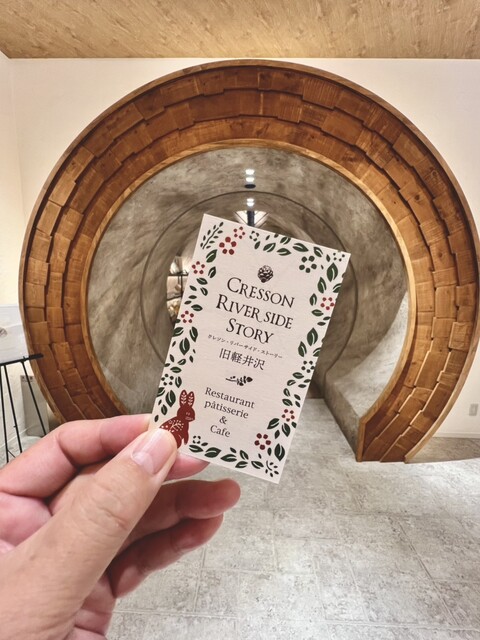 CRESSON
RIVER SIDE
STORY
クレソン・リバーサイド・ストーリー
旧軽井沢
Restaurant
pâtisserie
&
Cafe